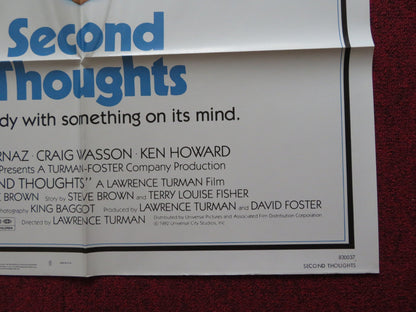 Second
Thoughts
dy with something on its mind.
RNAZ · CRAIG WASSON · KEN HOWARD
Presents A TURMAN-FOSTER Company Production
ND THOUGHTS" A LAWRENCE TURMAN Film
E BROWN Story by STEVE BROWN and TERRY LOUISE FISHER
hotography KING BAGGOT Produced by LAWRENCE TURMAN and DAVID FOSTER
Directed by LAWRENCE TURMAN Distributed by Universal Pictures and Associated Film Distribution Corporation.
© 1982 Universal City Studios, Inc.
830037
SECOND THOUGHTS